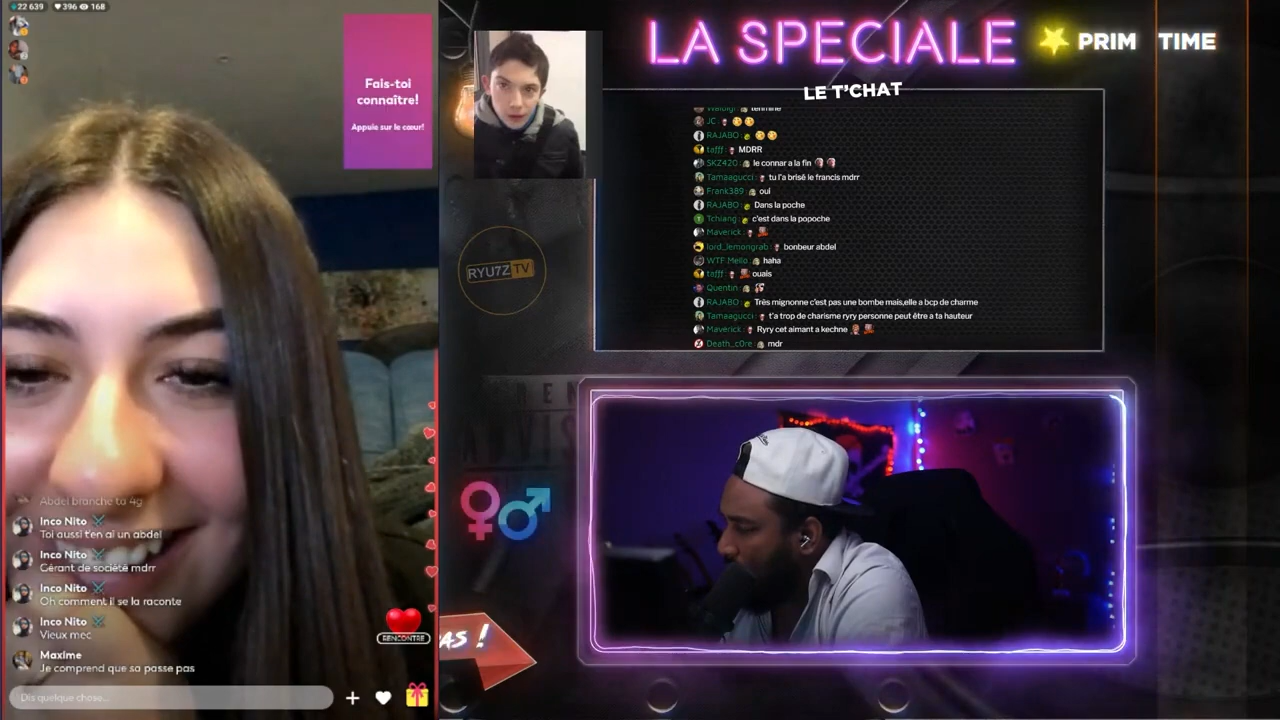 22 639 396 168
Fais-toi
connaître!
Appuie sur le cœur!
Abdel branche ta 4g
Inco Nito
Toi aussi t'en ai un abdel
Inco Nito
Gérant de société mdrr
Inco Nito
Oh comment il se la raconte
Inco Nito
Vieux mec
Maxime
Je comprend que sa passe pas
Dis quelque chose...
RENCONTRE
LA SPECIALE PRIM TIME
LE T'CHAT
terminé
JC :
RAJABO :
tafff : MDRR
SKZ420 : le connar a la fin
Tamaagucci : tu l'a brisé le francis mdrr
Frank389 : oui
RAJABO : Dans la poche
Tchiang : c'est dans la popoche
Maverick :
lord_lemongrab : bonbeur abdel
WTF Mello : haha
tafff : ouais
Quentin :
RAJABO : Très mignonne c'est pas une bombe mais,elle a bcp de charme
Tamaagucci : t'a trop de charisme ryry personne peut être a ta hauteur
Maverick : Ryry cet aimant a kechne
Death_c0re : mdr
RYU7Z TV
AS !